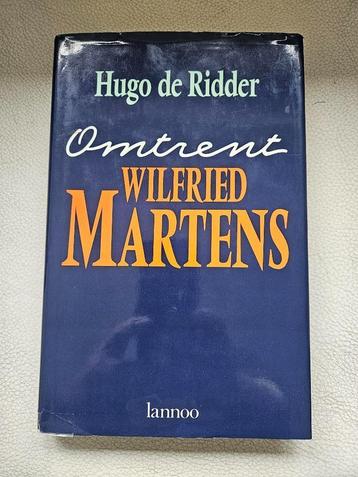 Hugo de Ridder
Omtrent
WILFRIED
MARTENS
lannoo